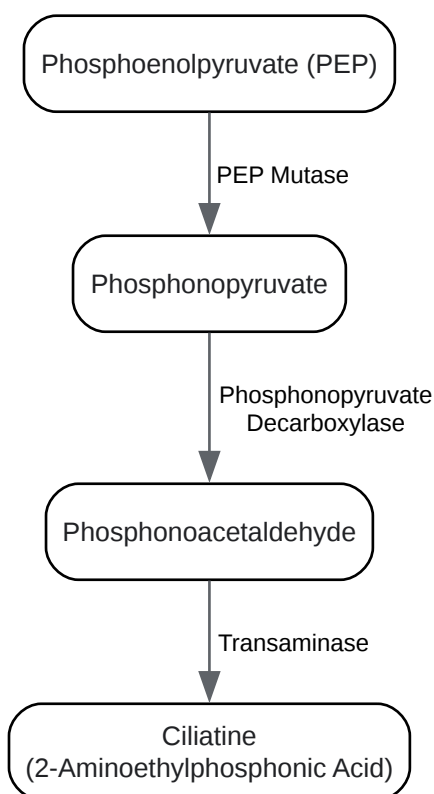 Phosphoenolpyruvate (PEP)
PEP Mutase
Phosphonopyruvate
Phosphonopyruvate
Decarboxylase
Phosphonoacetaldehyde
Transaminase
Ciliatine
(2-Aminoethylphosphonic Acid)